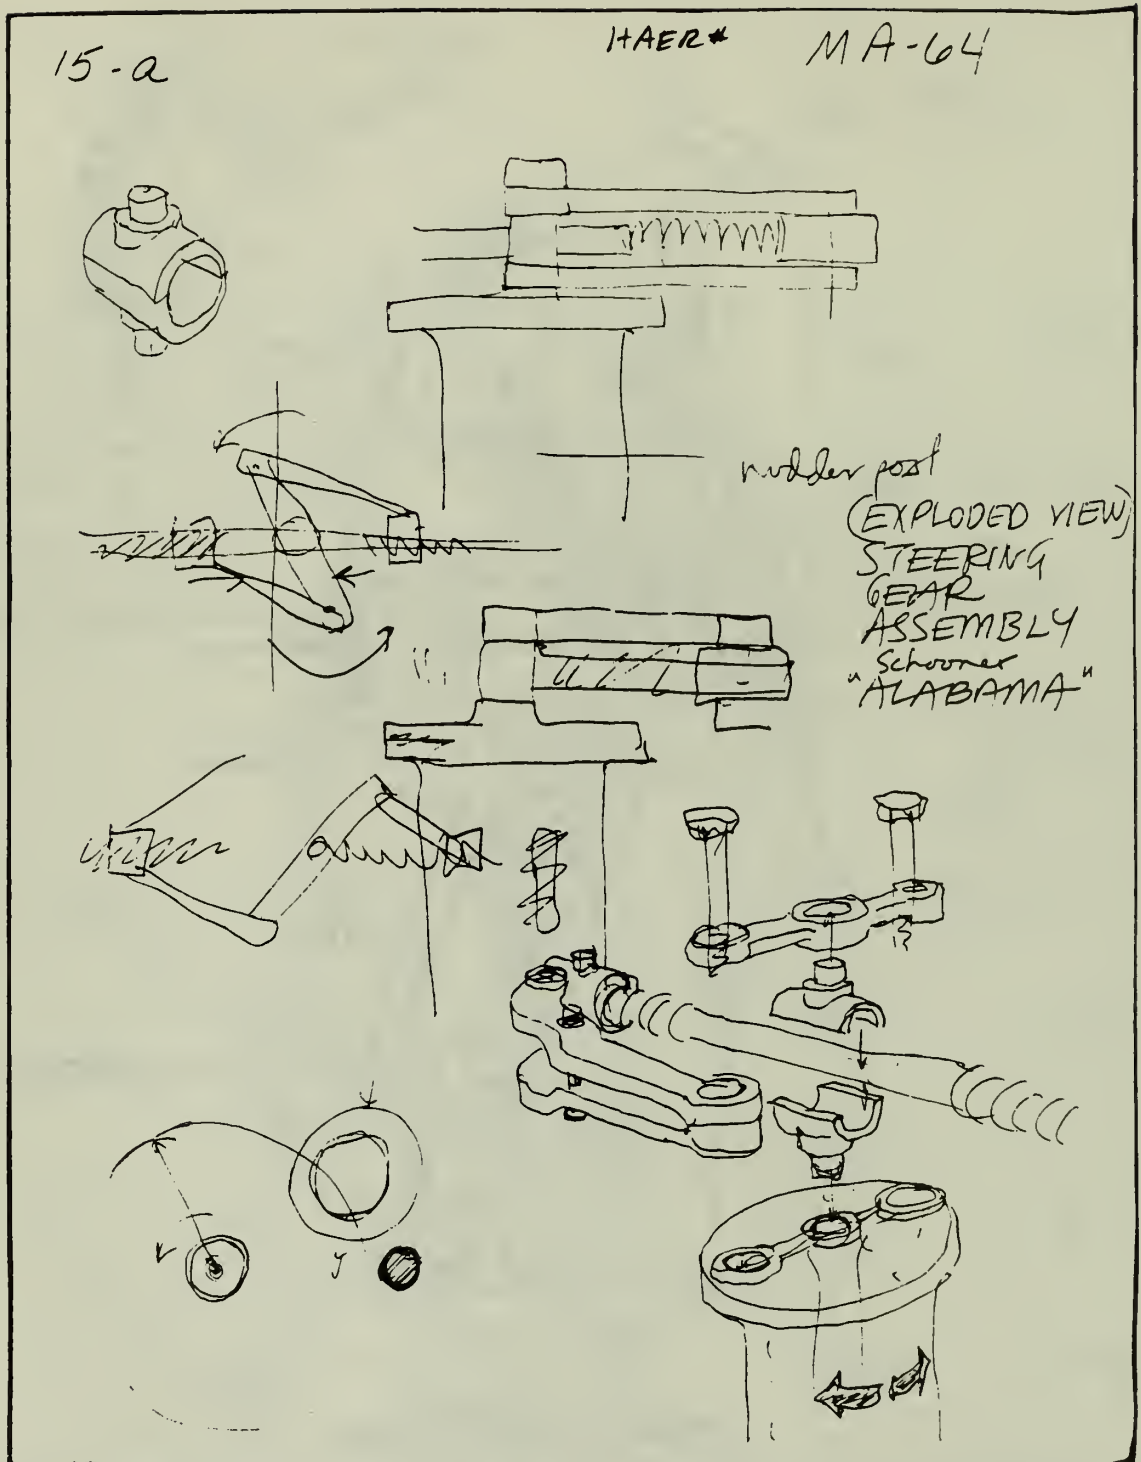 15-a
HAER# MA-64
rudder post
(EXPLODED VIEW)
STEERING
GEAR
ASSEMBLY
Schooner
"ALABAMA"